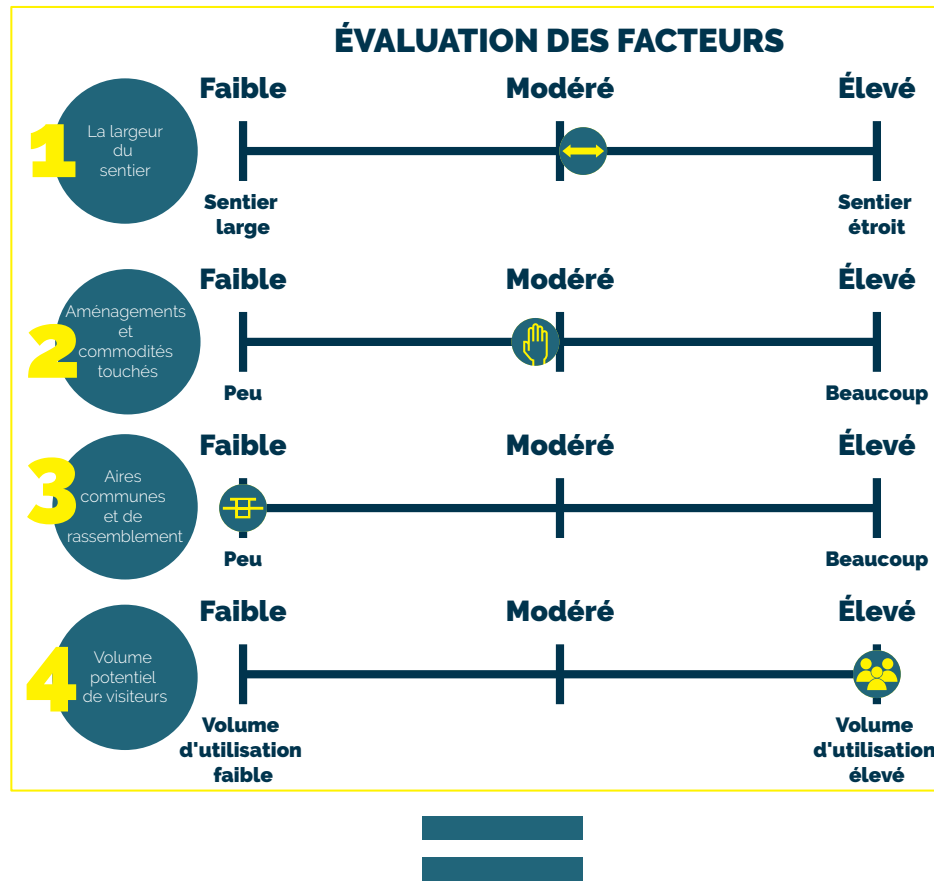 ÉVALUATION DES FACTEURS
1
La largeur
du
sentier
Faible
Modéré
Élevé
Sentier
large
Sentier
étroit
2
Aménagements
et
commodités
touchés
Faible
Modéré
Élevé
Peu
Beaucoup
3
Aires
communes
et de
rassemblement
Faible
Modéré
Élevé
Peu
Beaucoup
4
Volume
potentiel
de visiteurs
Faible
Modéré
Élevé
Volume
d'utilisation
faible
Volume
d'utilisation
élevé